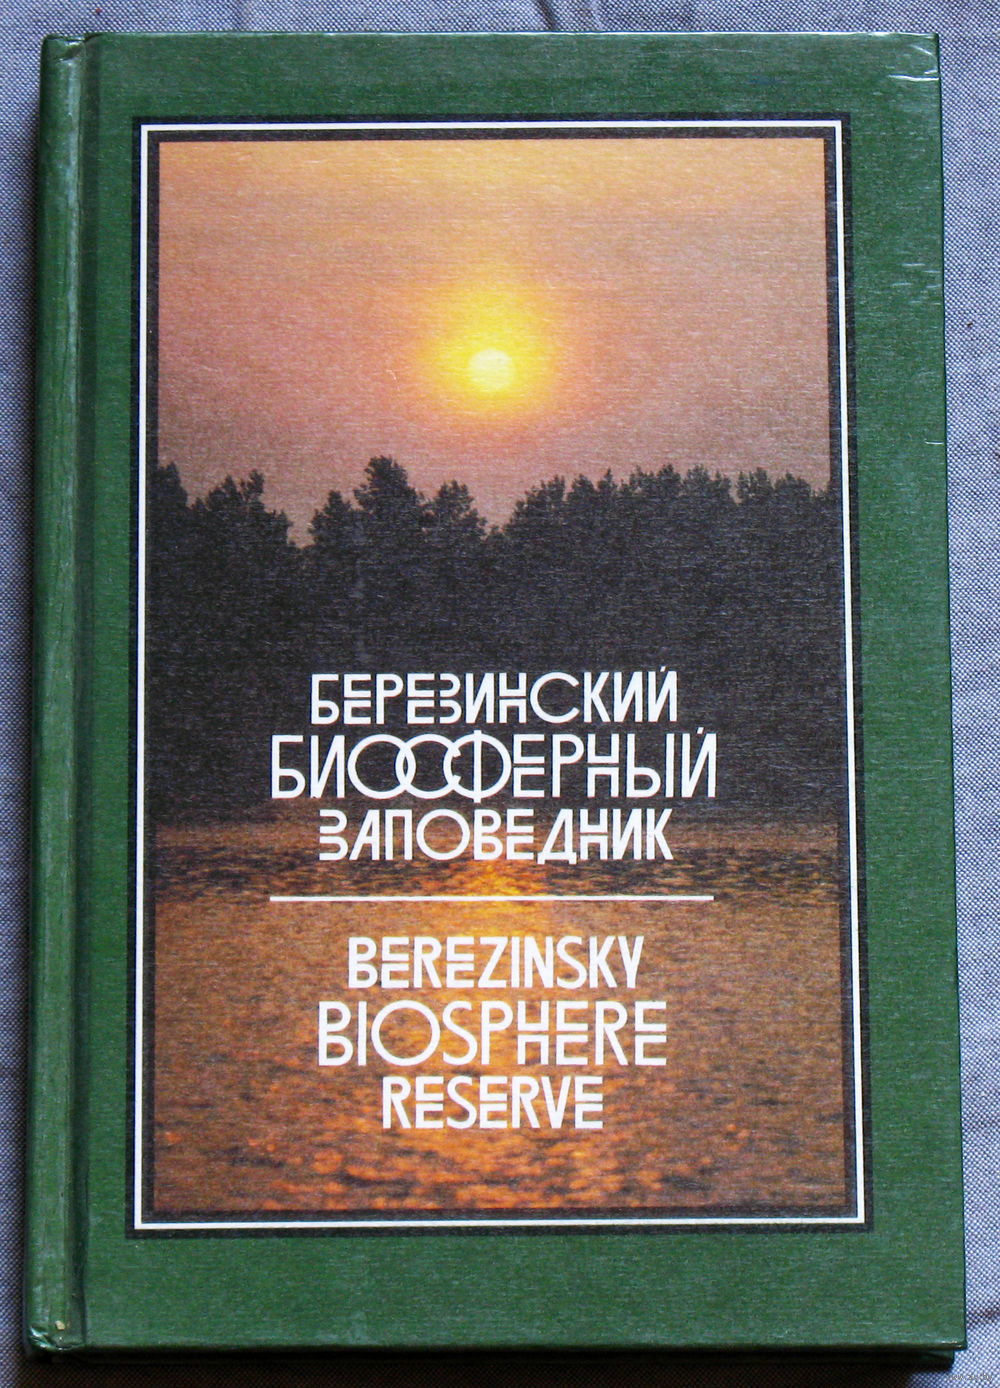 БЕРЕЗИНСКИЙ
БИОСФЕРНЫЙ
ЗАПОВЕДНИК
BEREZINSKY
BIOSPHERE
RESERVE